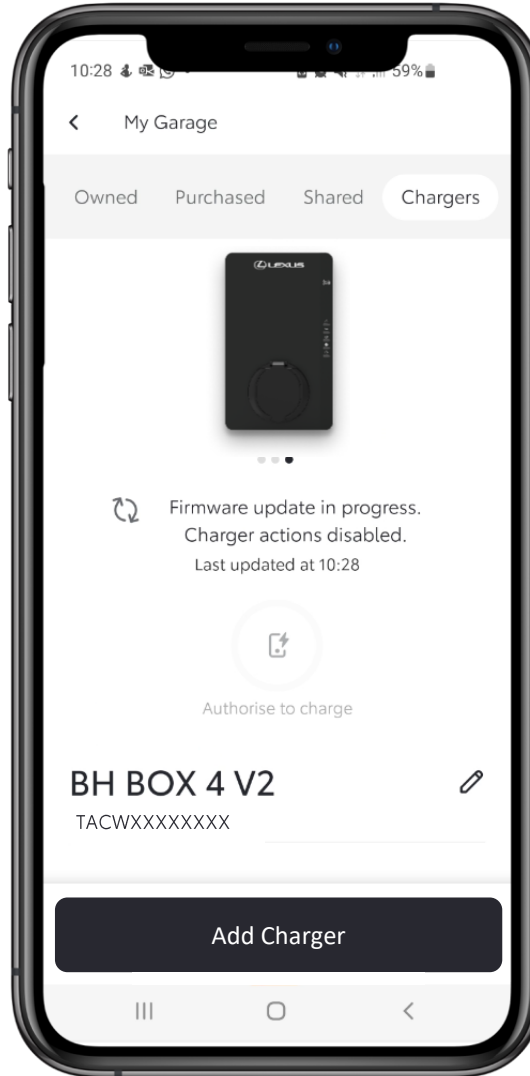 10:28
59%
My Garage
Owned Purchased Shared Chargers
LEXUS
Firmware update in progress.
Charger actions disabled.
Last updated at 10:28
Authorise to charge
BH BOX 4 V2
TACWXXXXXXXX
Add Charger